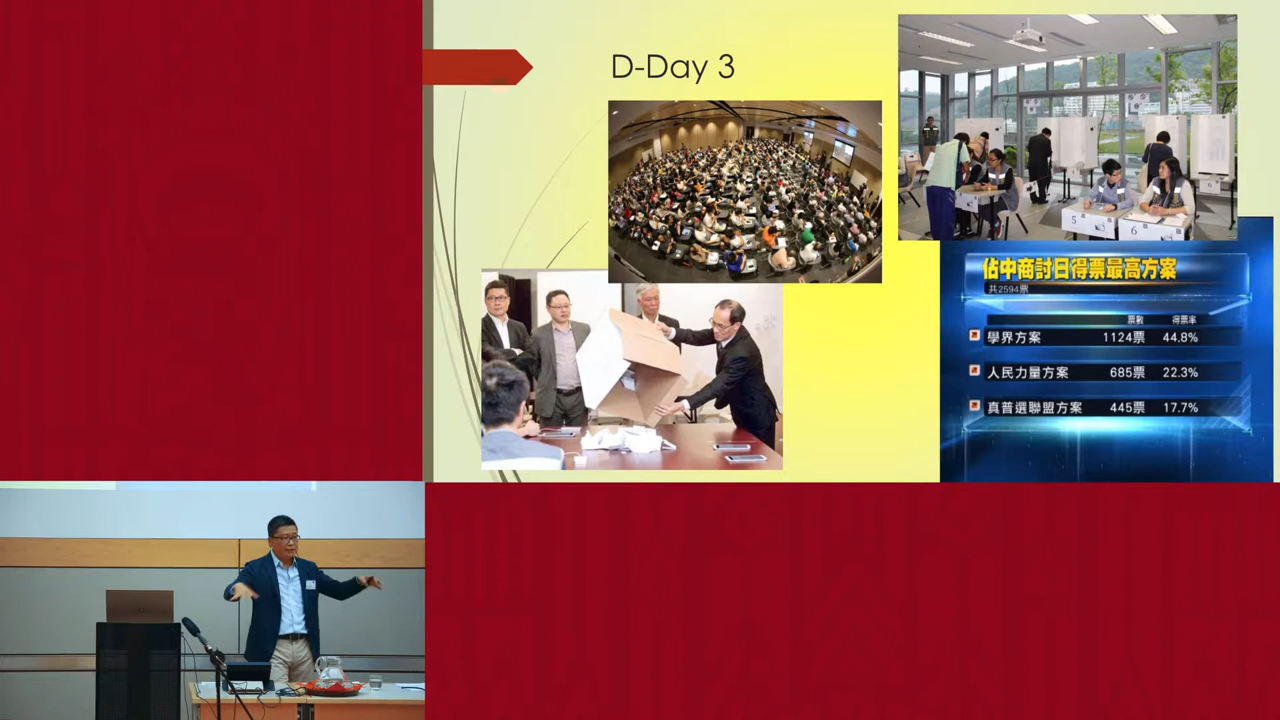 D-Day 3
5
6
佔中商討日得票最高方案
共2594票
票數 得票率
學界方案 1124票 44.8%
人民力量方案 685票 22.3%
真普選聯盟方案 445票 17.7%